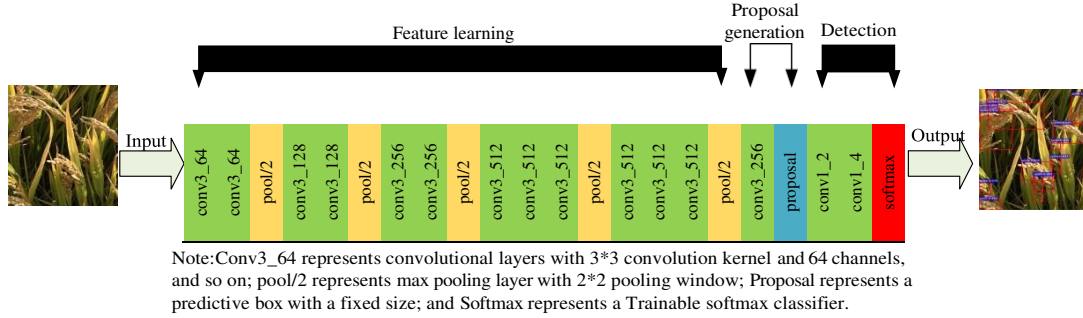 Feature learning
Proposal
generation
Detection
Input
conv3_64
conv3_64
pool/2
conv3_128
conv3_128
pool/2
conv3_256
conv3_256
pool/2
conv3_512
conv3_512
conv3_512
pool/2
conv3_512
conv3_512
conv3_512
pool/2
conv3_256
proposal
conv1_2
conv1_4
softmax
Output
Note:Conv3_64 represents convolutional layers with 3*3 convolution kernel and 64 channels,
and so on; pool/2 represents max pooling layer with 2*2 pooling window; Proposal represents a
predictive box with a fixed size; and Softmax represents a Trainable softmax classifier.